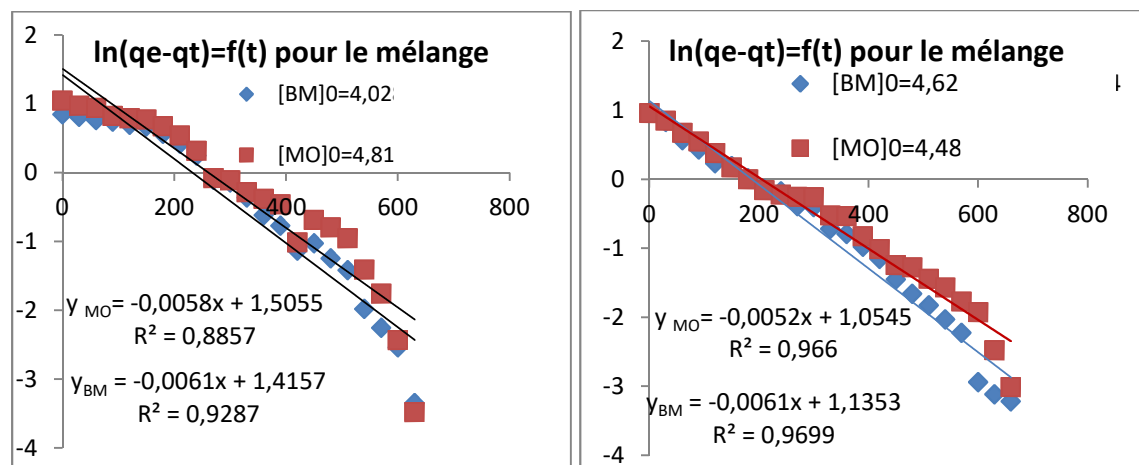 ln(qe-qt)=f(t) pour le mélange
[BM]0=4,028
[MO]0=4,81
2
1
0
-1
-2
-3
-4
0
200
400
600
800
y MO= -0,0058x + 1,5055
R² = 0,8857
yBM = -0,0061x + 1,4157
R² = 0,9287
ln(qe-qt)=f(t) pour le mélange
[BM]0=4,62
[MO]0=4,48
2
1
0
-1
-2
-3
-4
0
200
400
600
800
y MO= -0,0052x + 1,0545
R² = 0,966
yBM = -0,0061x + 1,1353
R² = 0,9699